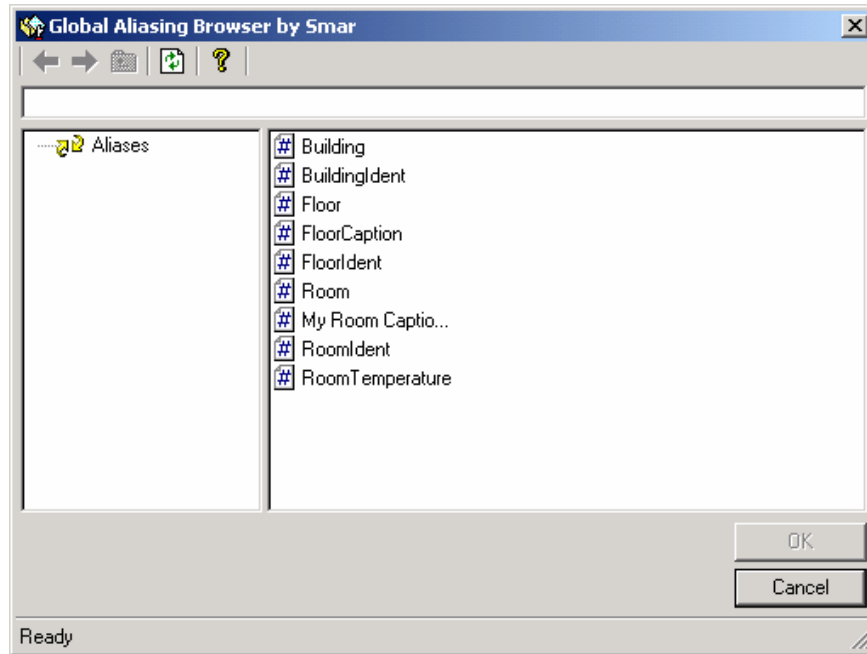 Global Aliasing Browser by Smar
Aliases
Building
BuildingIdent
Floor
FloorCaption
FloorIdent
Room
My Room Captio...
RoomIdent
RoomTemperature
OK
Cancel
Ready